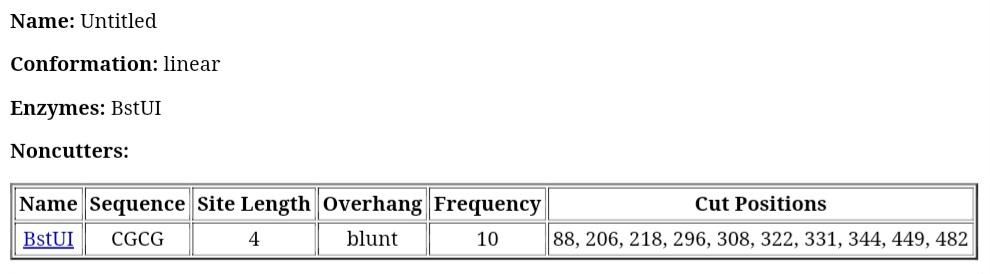 Name: Untitled
Conformation: linear
Enzymes: BstUI
Noncutters:
Name Sequence Site Length Overhang Frequency Cut Positions
BstUI CGCG 4 blunt 10 88, 206, 218, 296, 308, 322, 331, 344, 449, 482